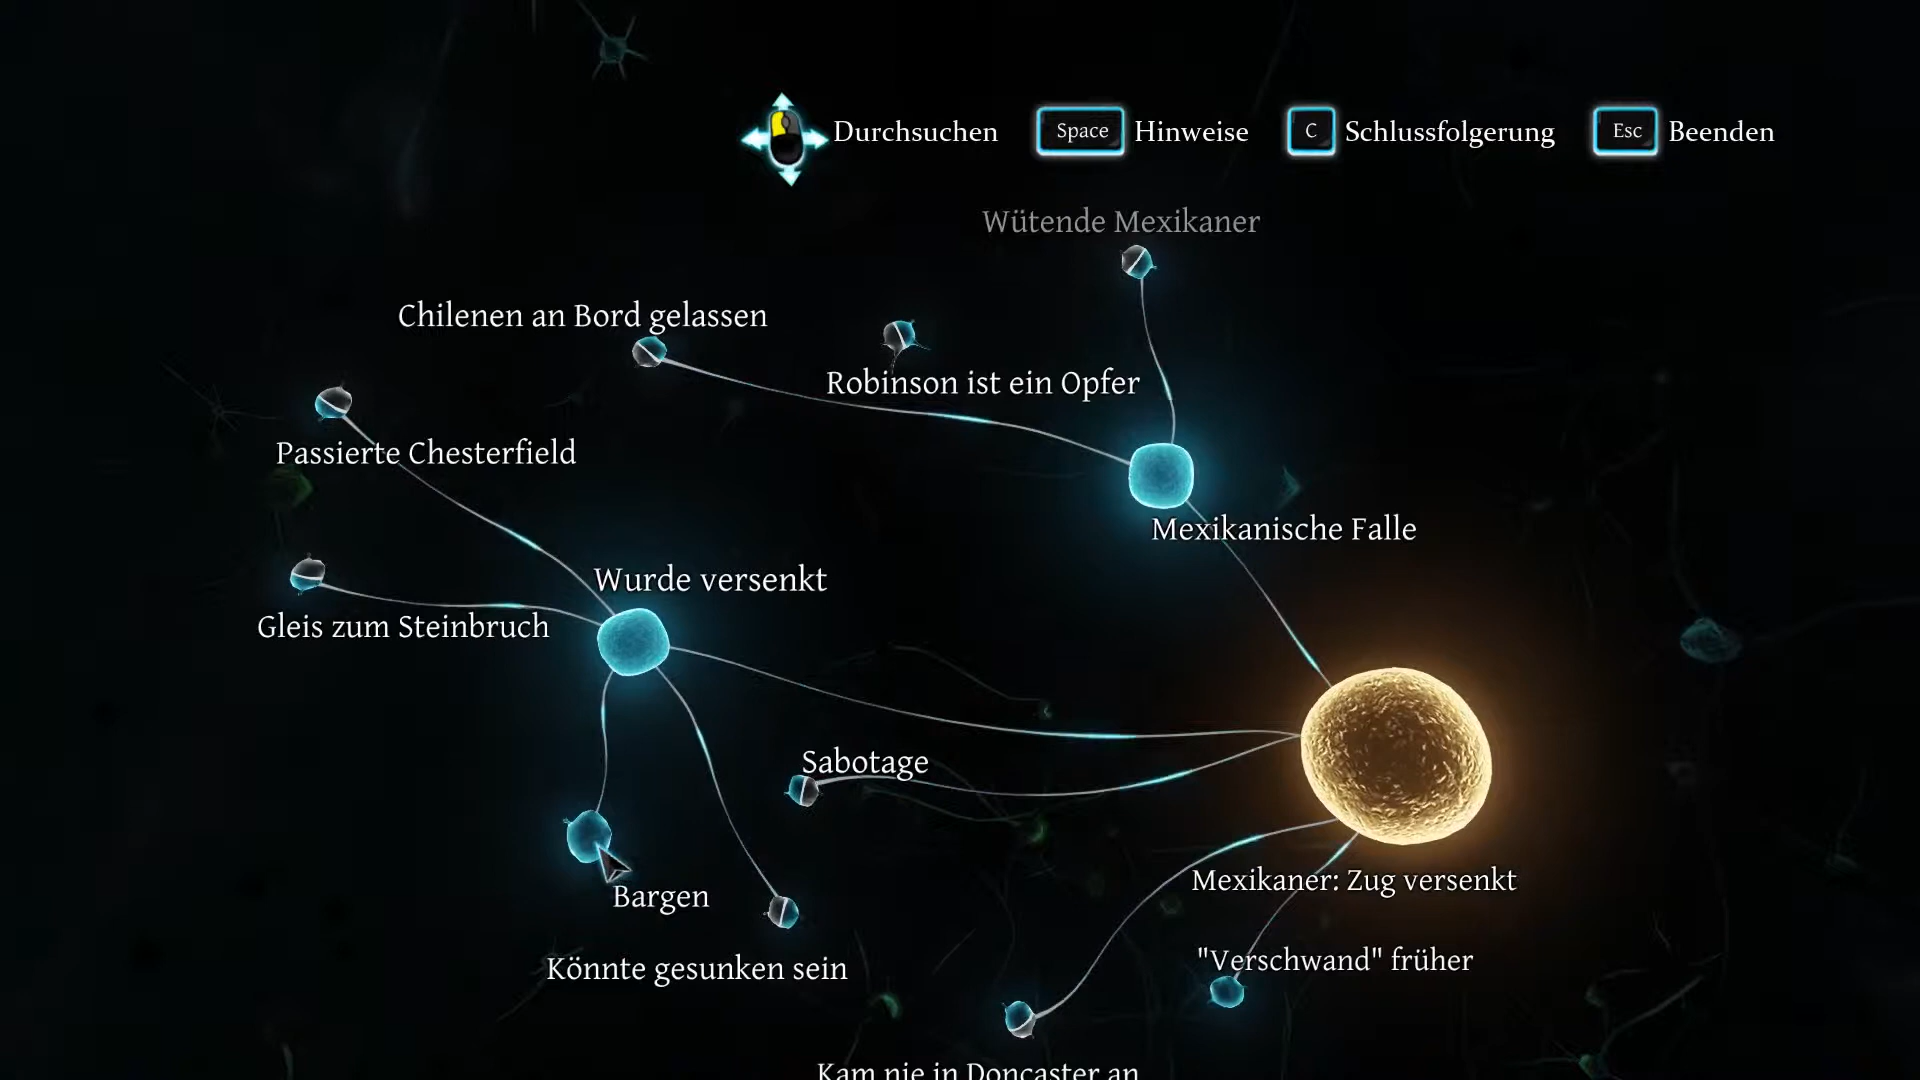 Durchsuchen
Space Hinweise
C Schlussfolgerung
Esc Beenden
Wütende Mexikaner
Chilenen an Bord gelassen
Robinson ist ein Opfer
Passierte Chesterfield
Mexikanische Falle
Wurde versenkt
Gleis zum Steinbruch
Sabotage
Mexikaner: Zug versenkt
Bargen
"Verschwand" früher
Könnte gesunken sein
Kam nie in Doncaster an